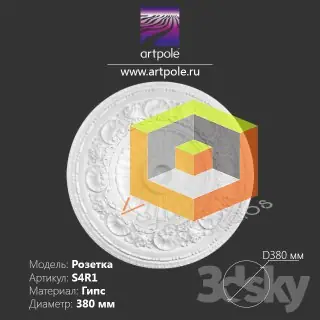 artpole®
www.artpole.ru
D380 мм
Модель: Розетка
Артикул: S4R1
Материал: Гипс
Диаметр: 380 мм
3dsky